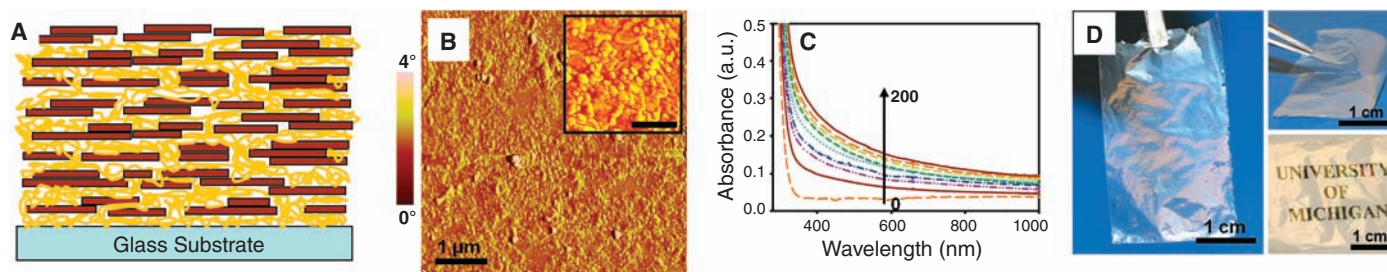 A
Glass Substrate
4°
0°
B
1 µm
C
Absorbance (a.u.)
0.5
0.4
0.3
0.2
0.1
0.0
200
0
400
600
800
1000
Wavelength (nm)
D
1 cm
1 cm
UNIVERSITY
OF
MICHIGAN
1 cm